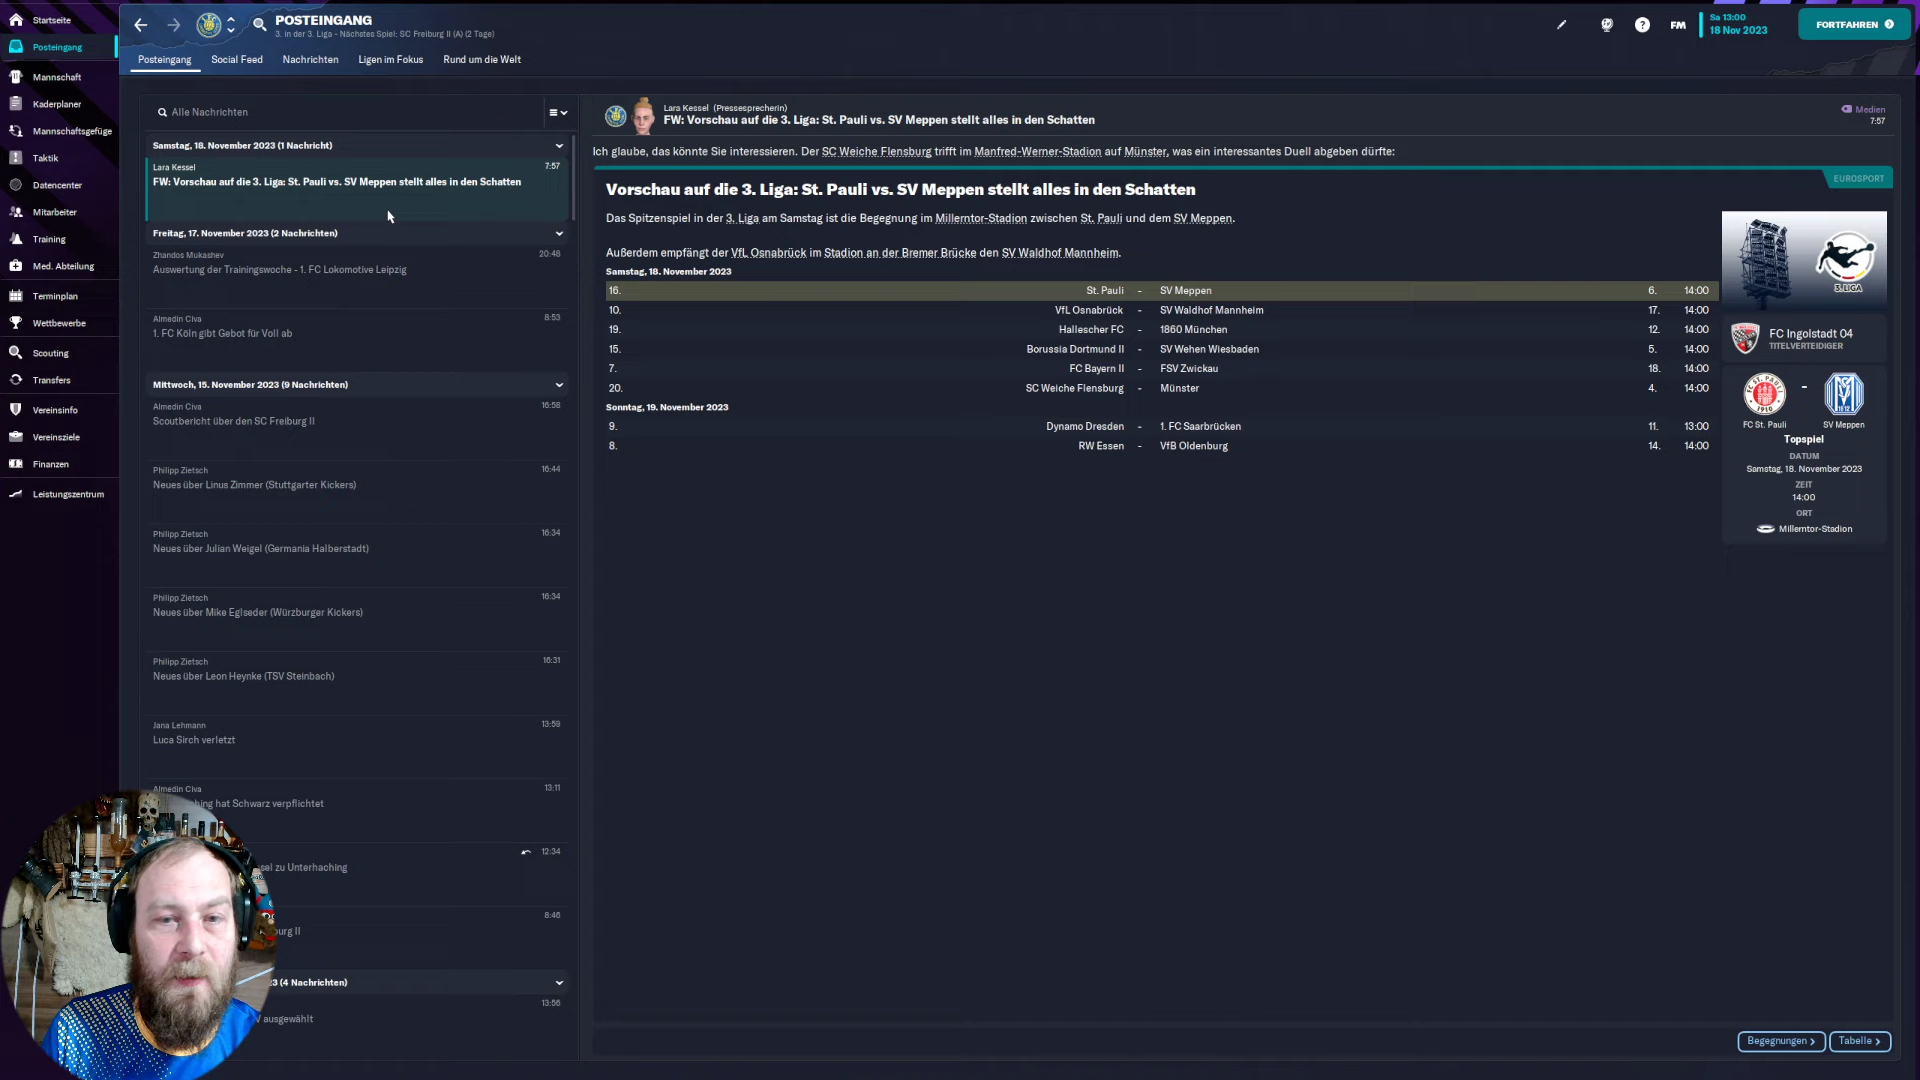 Startseite
Posteingang
Mannschaft
Kaderplaner
Mannschaftsgefüge
Taktik
Datencenter
Mitarbeiter
Training
Med. Abteilung
Terminplan
Wettbewerbe
Scouting
Transfers
Vereinsinfo
Vereinsziele
Finanzen
Leistungszentrum
POSTEINGANG
3. in der 3. Liga - Nächstes Spiel: SC Freiburg II (A) (2 Tage)
FM
Sa 13:00
18 Nov 2023
FORTFAHREN
Posteingang
Social Feed
Nachrichten
Ligen im Fokus
Rund um die Welt
Alle Nachrichten
Samstag, 18. November 2023 (1 Nachricht)
Lara Kessel 7:57
FW: Vorschau auf die 3. Liga: St. Pauli vs. SV Meppen stellt alles in den Schatten
Freitag, 17. November 2023 (2 Nachrichten)
Zhandos Mukashev 20:48
Auswertung der Trainingswoche - 1. FC Lokomotive Leipzig
Almedin Civa 8:53
1. FC Köln gibt Gebot für Voll ab
Mittwoch, 15. November 2023 (9 Nachrichten)
Almedin Civa 16:58
Scoutbericht über den SC Freiburg II
Philipp Zietsch 16:44
Neues über Linus Zimmer (Stuttgarter Kickers)
Philipp Zietsch 16:34
Neues über Julian Weigel (Germania Halberstadt)
Philipp Zietsch 16:34
Neues über Mike Eglseder (Würzburger Kickers)
Philipp Zietsch 16:31
Neues über Leon Heynke (TSV Steinbach)
Jana Lehmann 13:59
Luca Sirch verletzt
Almedin Civa 13:11
hing hat Schwarz verpflichtet
12:34
sel zu Unterhaching
8:46
burg II
23 (4 Nachrichten)
13:56
V ausgewählt
Lara Kessel (Pressesprecherin)
FW: Vorschau auf die 3. Liga: St. Pauli vs. SV Meppen stellt alles in den Schatten
Medien
7:57
Ich glaube, das könnte Sie interessieren. Der SC Weiche Flensburg trifft im Manfred-Werner-Stadion auf Münster, was ein interessantes Duell abgeben dürfte:
EUROSPORT
Vorschau auf die 3. Liga: St. Pauli vs. SV Meppen stellt alles in den Schatten
Das Spitzenspiel in der 3. Liga am Samstag ist die Begegnung im Millerntor-Stadion zwischen St. Pauli und dem SV Meppen.
Außerdem empfängt der VfL Osnabrück im Stadion an der Bremer Brücke den SV Waldhof Mannheim.
Samstag, 18. November 2023
16. St. Pauli - SV Meppen 6. 14:00
10. VfL Osnabrück - SV Waldhof Mannheim 17. 14:00
19. Hallescher FC - 1860 München 12. 14:00
15. Borussia Dortmund II - SV Wehen Wiesbaden 5. 14:00
7. FC Bayern II - FSV Zwickau 18. 14:00
20. SC Weiche Flensburg - Münster 4. 14:00
Sonntag, 19. November 2023
9. Dynamo Dresden - 1. FC Saarbrücken 11. 13:00
8. RW Essen - VfB Oldenburg 14. 14:00
3. LIGA
FC Ingolstadt 04
TITELVERTEIDIGER
-
FC St. Pauli
SV Meppen
Topspiel
DATUM
Samstag, 18. November 2023
ZEIT
14:00
ORT
Millerntor-Stadion
Begegnungen
Tabelle